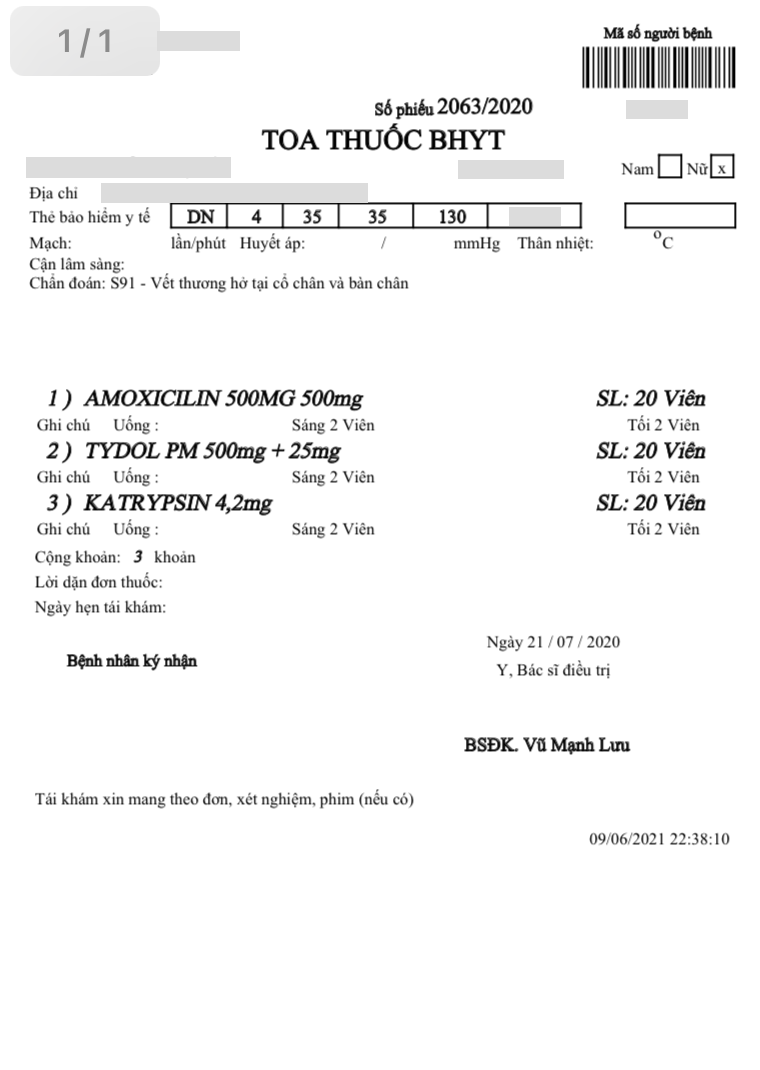 1/1
Mã số người bệnh
Số phiếu 2063/2020
TOA THUỐC BHYT
Nam Nữ x
Địa chỉ
Thẻ bảo hiểm y tế DN 4 35 35 130
Mạch: lần/phút Huyết áp: / mmHg Thân nhiệt: °C
Cận lâm sàng:
Chẩn đoán: S91 - Vết thương hở tại cổ chân và bàn chân
1 ) AMOXICILIN 500MG 500mg SL: 20 Viên
Ghi chú Uống : Sáng 2 Viên Tối 2 Viên
2 ) TYDOL PM 500mg + 25mg SL: 20 Viên
Ghi chú Uống : Sáng 2 Viên Tối 2 Viên
3 ) KATRYPSIN 4,2mg SL: 20 Viên
Ghi chú Uống : Sáng 2 Viên Tối 2 Viên
Cộng khoản: 3 khoản
Lời dặn đơn thuốc:
Ngày hẹn tái khám:
Ngày 21 / 07 / 2020
Bệnh nhân ký nhận
Y, Bác sĩ điều trị
BSĐK. Vũ Mạnh Lưu
Tái khám xin mang theo đơn, xét nghiệm, phim (nếu có)
09/06/2021 22:38:10